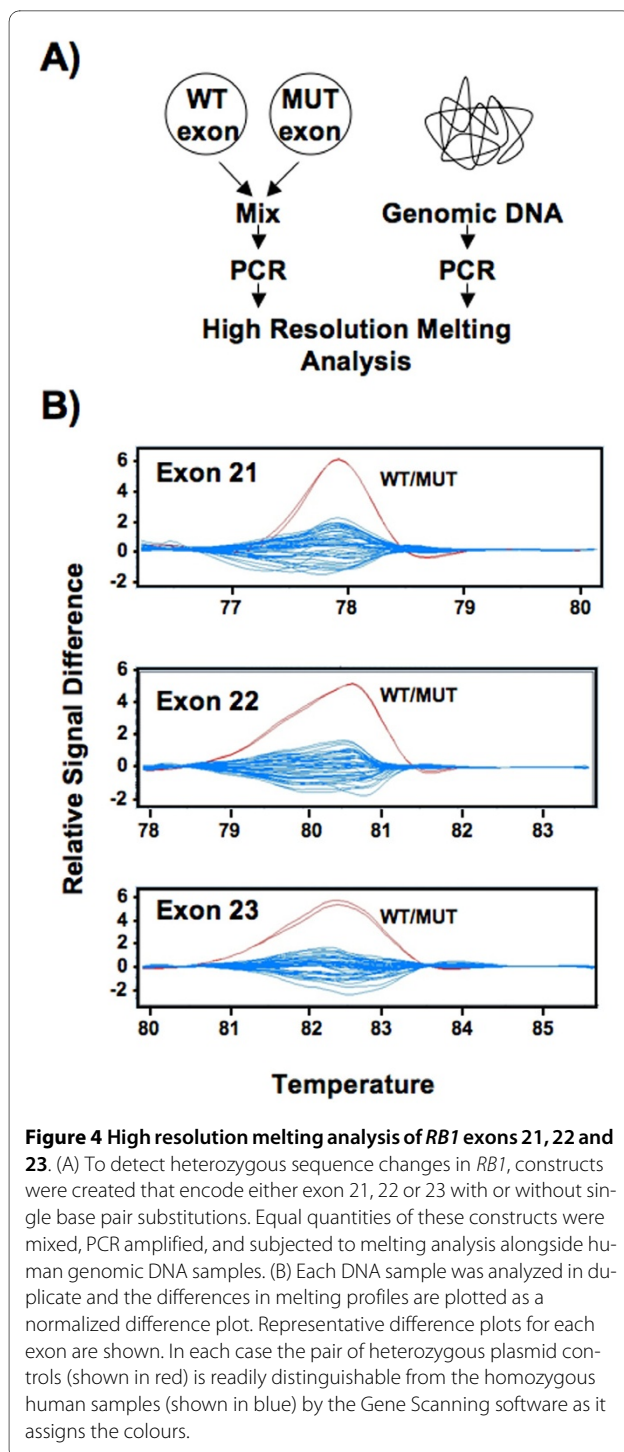 A)
WT exon
MUT exon
Mix
Genomic DNA
PCR
PCR
High Resolution Melting
Analysis
B)
Relative Signal Difference
Exon 21
WT/MUT
6
4
2
0
-2
77 78 79 80
Exon 22
WT/MUT
6
4
2
0
-2
78 79 80 81 82 83
Exon 23
WT/MUT
6
4
2
0
-2
80 81 82 83 84 85
Temperature
Figure 4 High resolution melting analysis of RB1 exons 21, 22 and
23. (A) To detect heterozygous sequence changes in RB1, constructs
were created that encode either exon 21, 22 or 23 with or without sin-
gle base pair substitutions. Equal quantities of these constructs were
mixed, PCR amplified, and subjected to melting analysis alongside hu-
man genomic DNA samples. (B) Each DNA sample was analyzed in du-
plicate and the differences in melting profiles are plotted as a
normalized difference plot. Representative difference plots for each
exon are shown. In each case the pair of heterozygous plasmid con-
trols (shown in red) is readily distinguishable from the homozygous
human samples (shown in blue) by the Gene Scanning software as it
assigns the colours.